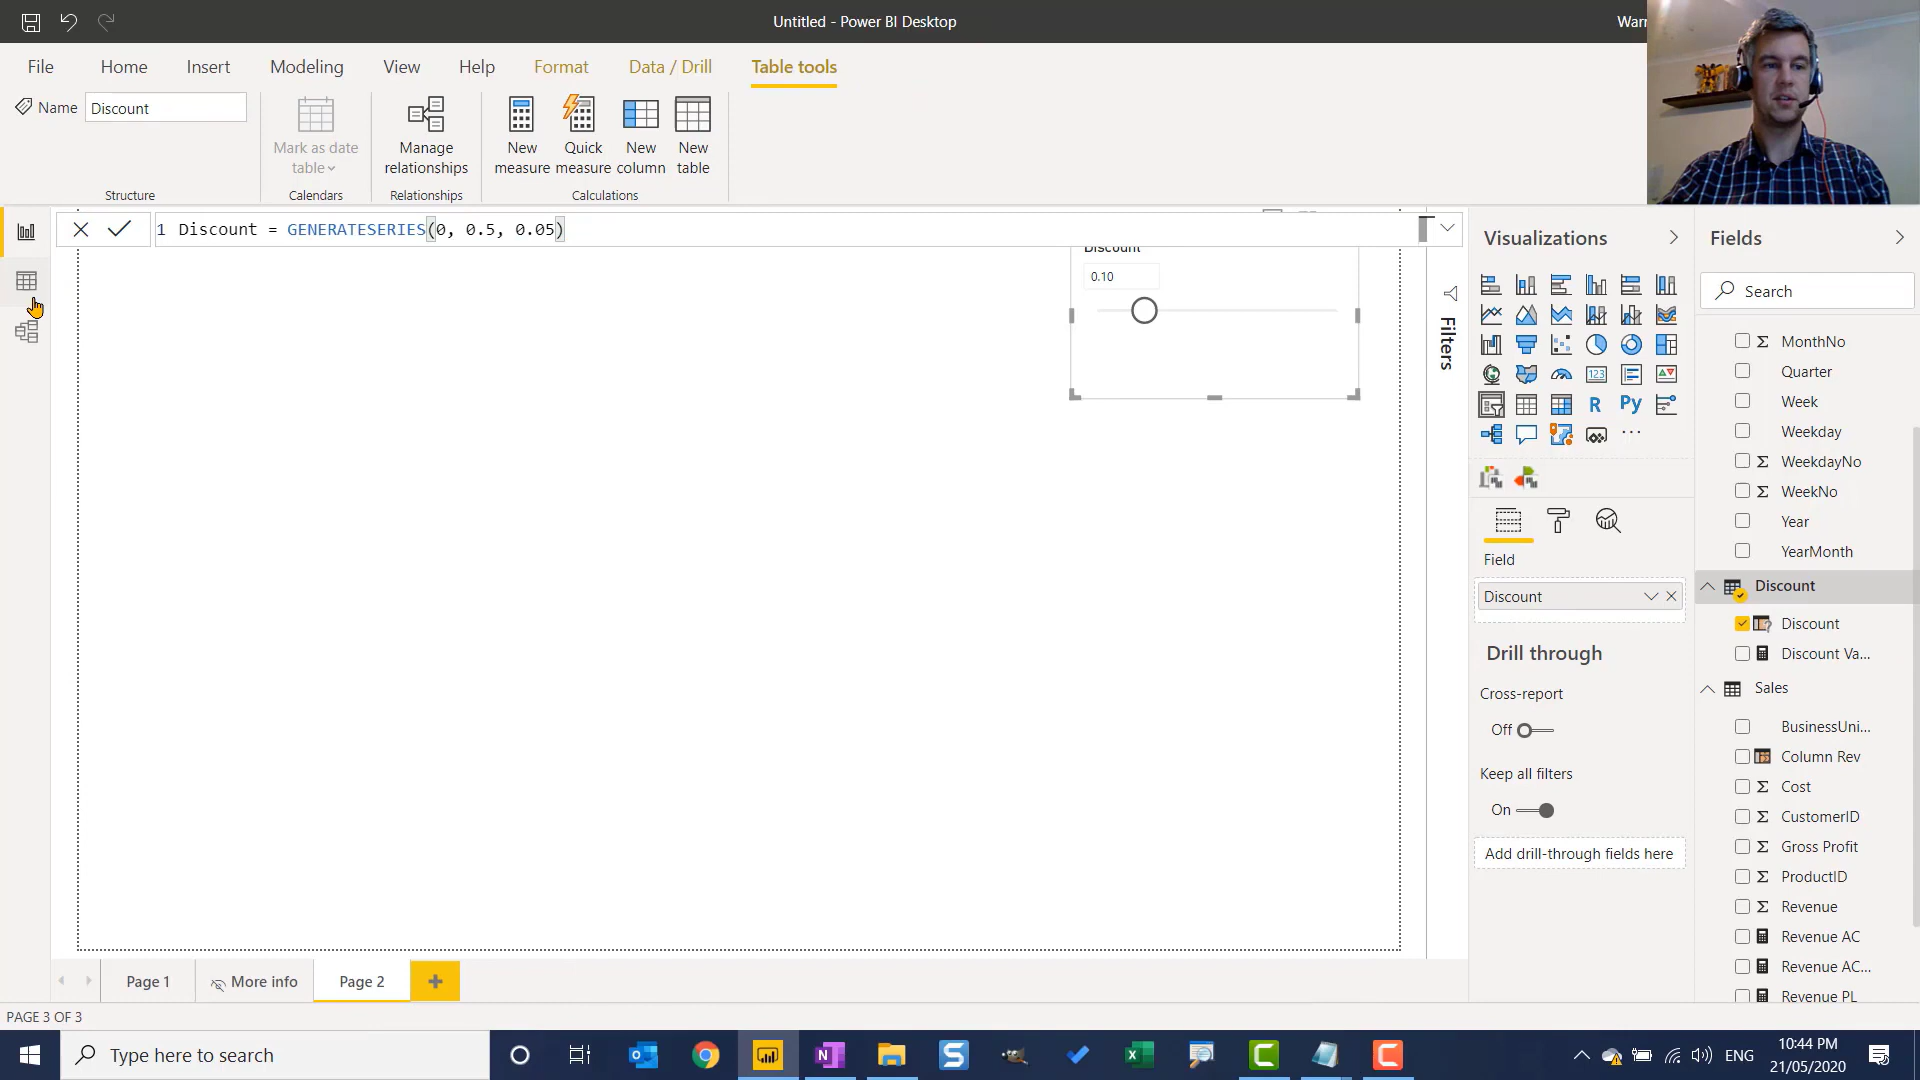 Untitled - Power BI Desktop
Warr
File
Home
Insert
Modeling
View
Help
Format
Data / Drill
Table tools
Name
Discount
Mark as date
table
Manage
relationships
New
measure
Quick
measure
New
column
New
table
Structure
Calendars
Relationships
Calculations
1 Discount = GENERATESERIES(0, 0.5, 0.05)
Discount
0.10
Filters
Visualizations
123
R
Py
Field
Discount
Drill through
Cross-report
Off
Keep all filters
On
Add drill-through fields here
Fields
Search
MonthNo
Quarter
Week
Weekday
WeekdayNo
WeekNo
Year
YearMonth
Discount
Discount
Discount Va...
Sales
BusinessUni...
Column Rev
Cost
CustomerID
Gross Profit
ProductID
Revenue
Revenue AC
Revenue AC...
Revenue PL
Page 1
More info
Page 2
PAGE 3 OF 3
Type here to search
ENG
10:44 PM
21/05/2020